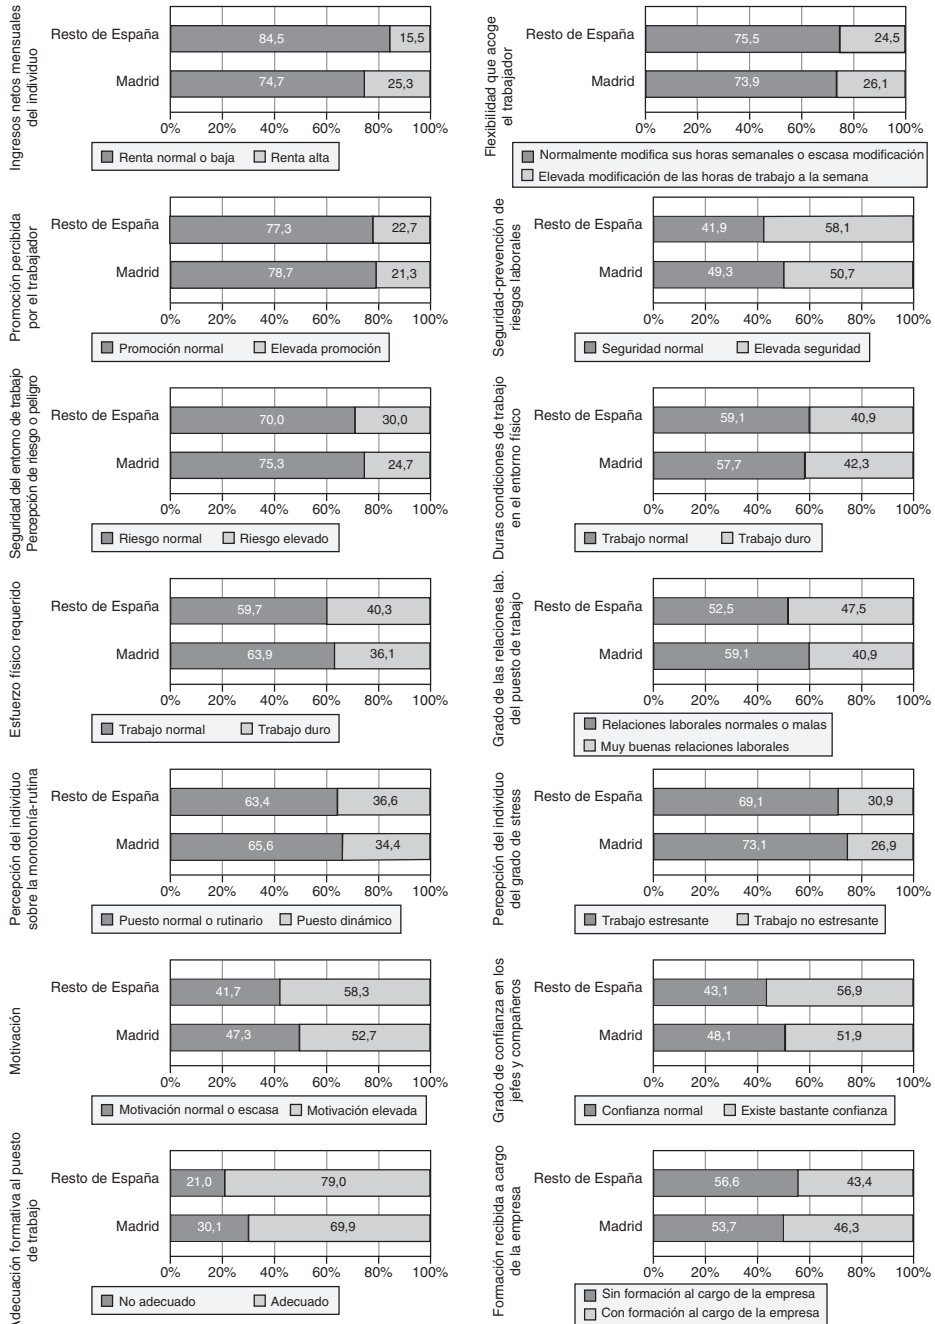 Ingresos netos mensuales
del individuo
Resto de España
84,5
15,5
Madrid
74,7
25,3
0% 20% 40% 60% 80% 100%
Renta normal o baja Renta alta
Flexibilidad que acoge
el trabajador
Resto de España
75,5
24,5
Madrid
73,9
26,1
0% 20% 40% 60% 80% 100%
Normalmente modifica sus horas semanales o escasa modificación
Elevada modificación de las horas de trabajo a la semana
Promoción percibida
por el trabajador
Resto de España
77,3
22,7
Madrid
78,7
21,3
0% 20% 40% 60% 80% 100%
Promoción normal Elevada promoción
Seguridad-prevención de
riesgos laborales
Resto de España
41,9
58,1
Madrid
49,3
50,7
0% 20% 40% 60% 80% 100%
Seguridad normal Elevada seguridad
Seguridad del entorno de trabajo
Percepción de riesgo o peligro
Resto de España
70,0
30,0
Madrid
75,3
24,7
0% 20% 40% 60% 80% 100%
Riesgo normal Riesgo elevado
Duras condiciones de trabajo
en el entorno físico
Resto de España
59,1
40,9
Madrid
57,7
42,3
0% 20% 40% 60% 80% 100%
Trabajo normal Trabajo duro
Esfuerzo físico requerido
Resto de España
59,7
40,3
Madrid
63,9
36,1
0% 20% 40% 60% 80% 100%
Trabajo normal Trabajo duro
Grado de las relaciones lab.
del puesto de trabajo
Resto de España
52,5
47,5
Madrid
59,1
40,9
0% 20% 40% 60% 80% 100%
Relaciones laborales normales o malas
Muy buenas relaciones laborales
Percepción del individuo
sobre la monotonía-rutina
Resto de España
63,4
36,6
Madrid
65,6
34,4
0% 20% 40% 60% 80% 100%
Puesto normal o rutinario Puesto dinámico
Percepción del individuo
del grado de stress
Resto de España
69,1
30,9
Madrid
73,1
26,9
0% 20% 40% 60% 80% 100%
Trabajo estresante Trabajo no estresante
Motivación
Resto de España
41,7
58,3
Madrid
47,3
52,7
0% 20% 40% 60% 80% 100%
Motivación normal o escasa Motivación elevada
Grado de confianza en los
jefes y compañeros
Resto de España
43,1
56,9
Madrid
48,1
51,9
0% 20% 40% 60% 80% 100%
Confianza normal Existe bastante confianza
Adecuación formativa al puesto
de trabajo
Resto de España
21,0
79,0
Madrid
30,1
69,9
0% 20% 40% 60% 80% 100%
No adecuado Adecuado
Formación recibida a cargo
de la empresa
Resto de España
56,6
43,4
Madrid
53,7
46,3
0% 20% 40% 60% 80% 100%
Sin formación al cargo de la empresa
Con formación al cargo de la empresa